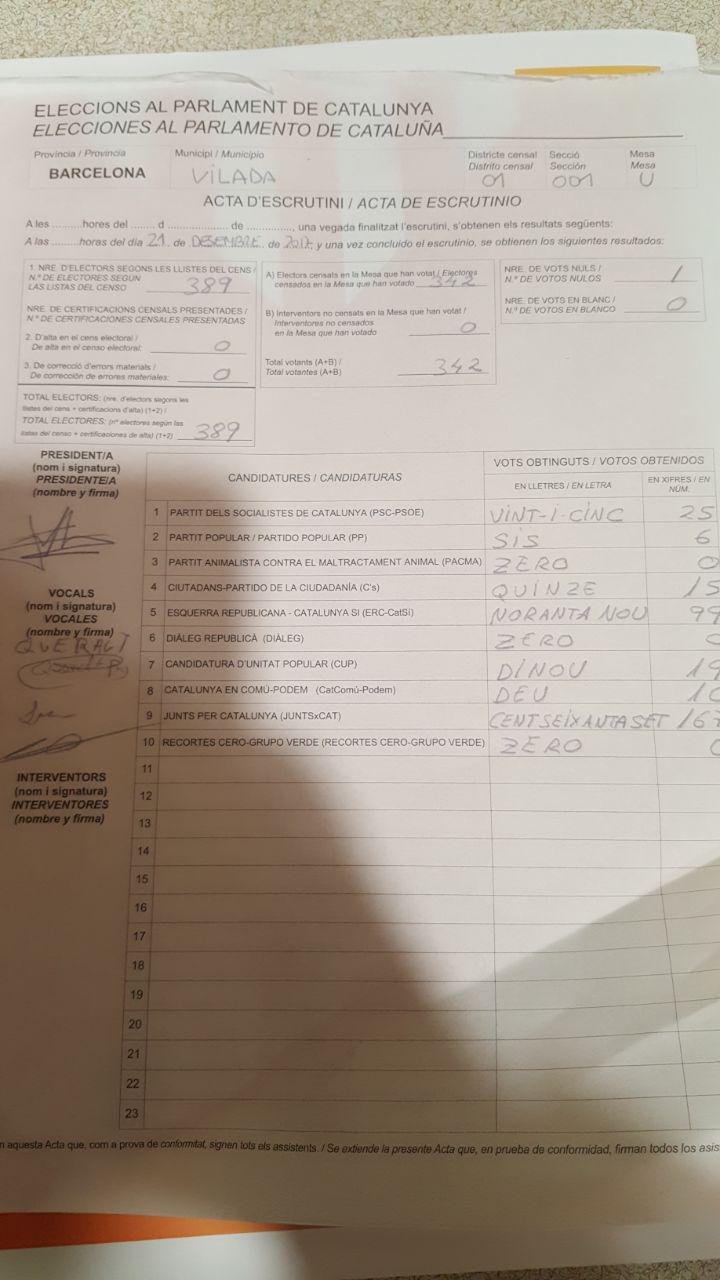 ELECCIONS AL PARLAMENT DE CATALUNYA
ELECCIONES AL PARLAMENTO DE CATALUÑA
Provincia / Provincia Municipi / Municipio Districte censal Secció Mesa
Distrito censal Sección Mesa
BARCELONA VILADA 01 001 U
ACTA D'ESCRUTINI / ACTA DE ESCRUTINIO
A les ..........hores del ....... d ................ de .............., una vegada finalitzat l'escrutini, s'obtenen els resultats següents:
A las .........horas del día 21 de DESEMBRE de 2017, y una vez concluido el escrutinio, se obtienen los siguientes resultados:
1. NRE. D'ELECTORS SEGONS LES LLISTES DEL CENS /
N.º DE ELECTORES SEGÚN
LAS LISTAS DEL CENSO 389
NRE. DE CERTIFICACIONS CENSALS PRESENTADES /
N.º DE CERTIFICACIONES CENSALES PRESENTADAS
2. D'alta en el cens electoral /
De alta en el censo electoral: 0
3. De correcció d'errors materials /
De corrección de errores materiales: 0
TOTAL ELECTORS: (nre. d'electors segons les
llistes del cens + certificacions d'alta) (1+2) /
TOTAL ELECTORES: (nº electores según las
listas del censo + certificaciones de alta) (1+2) 389
A) Electors censats en la Mesa que han votat / Electores
censados en la Mesa que han votado 342
B) Interventors no censats en la Mesa que han votat /
Interventores no censados
en la Mesa que han votado 0
Total votants (A+B) /
Total votantes (A+B) 342
NRE. DE VOTS NULS /
N.º DE VOTOS NULOS 1
NRE. DE VOTS EN BLANC /
N.º DE VOTOS EN BLANCO 0
PRESIDENT/A
(nom i signatura)
PRESIDENTE/A
(nombre y firma)
VOCALS
(nom i signatura)
VOCALES
(nombre y firma)
INTERVENTORS
(nom i signatura)
INTERVENTORES
(nombre y firma)
CANDIDATURES / CANDIDATURAS VOTS OBTINGUTS / VOTOS OBTENIDOS
EN LLETRES / EN LETRA EN XIFRES / EN
NÚM.
1 PARTIT DELS SOCIALISTES DE CATALUNYA (PSC-PSOE) VINT-I-CINC 25
2 PARTIT POPULAR / PARTIDO POPULAR (PP) SIS 6
3 PARTIT ANIMALISTA CONTRA EL MALTRACTAMENT ANIMAL (PACMA) ZERO 0
4 CIUTADANS-PARTIDO DE LA CIUDADANÍA (C's) QUINZE 15
5 ESQUERRA REPUBLICANA - CATALUNYA SÍ (ERC-CatSí) NORANTA NOU 99
6 DIÀLEG REPUBLICÀ (DIÀLEG) ZERO 0
7 CANDIDATURA D'UNITAT POPULAR (CUP) DINOU 19
8 CATALUNYA EN COMÚ-PODEM (CatComú-Podem) DEU 10
9 JUNTS PER CATALUNYA (JUNTSxCAT) CENT SEIXANTA SET 167
10 RECORTES CERO-GRUPO VERDE (RECORTES CERO-GRUPO VERDE) ZERO 0
11
12
13
14
15
16
17
18
19
20
21
22
23
aquesta Acta que, com a prova de conformitat, signen tots els assistents. / Se extiende la presente Acta que, en prueba de conformidad, firman todos los asis